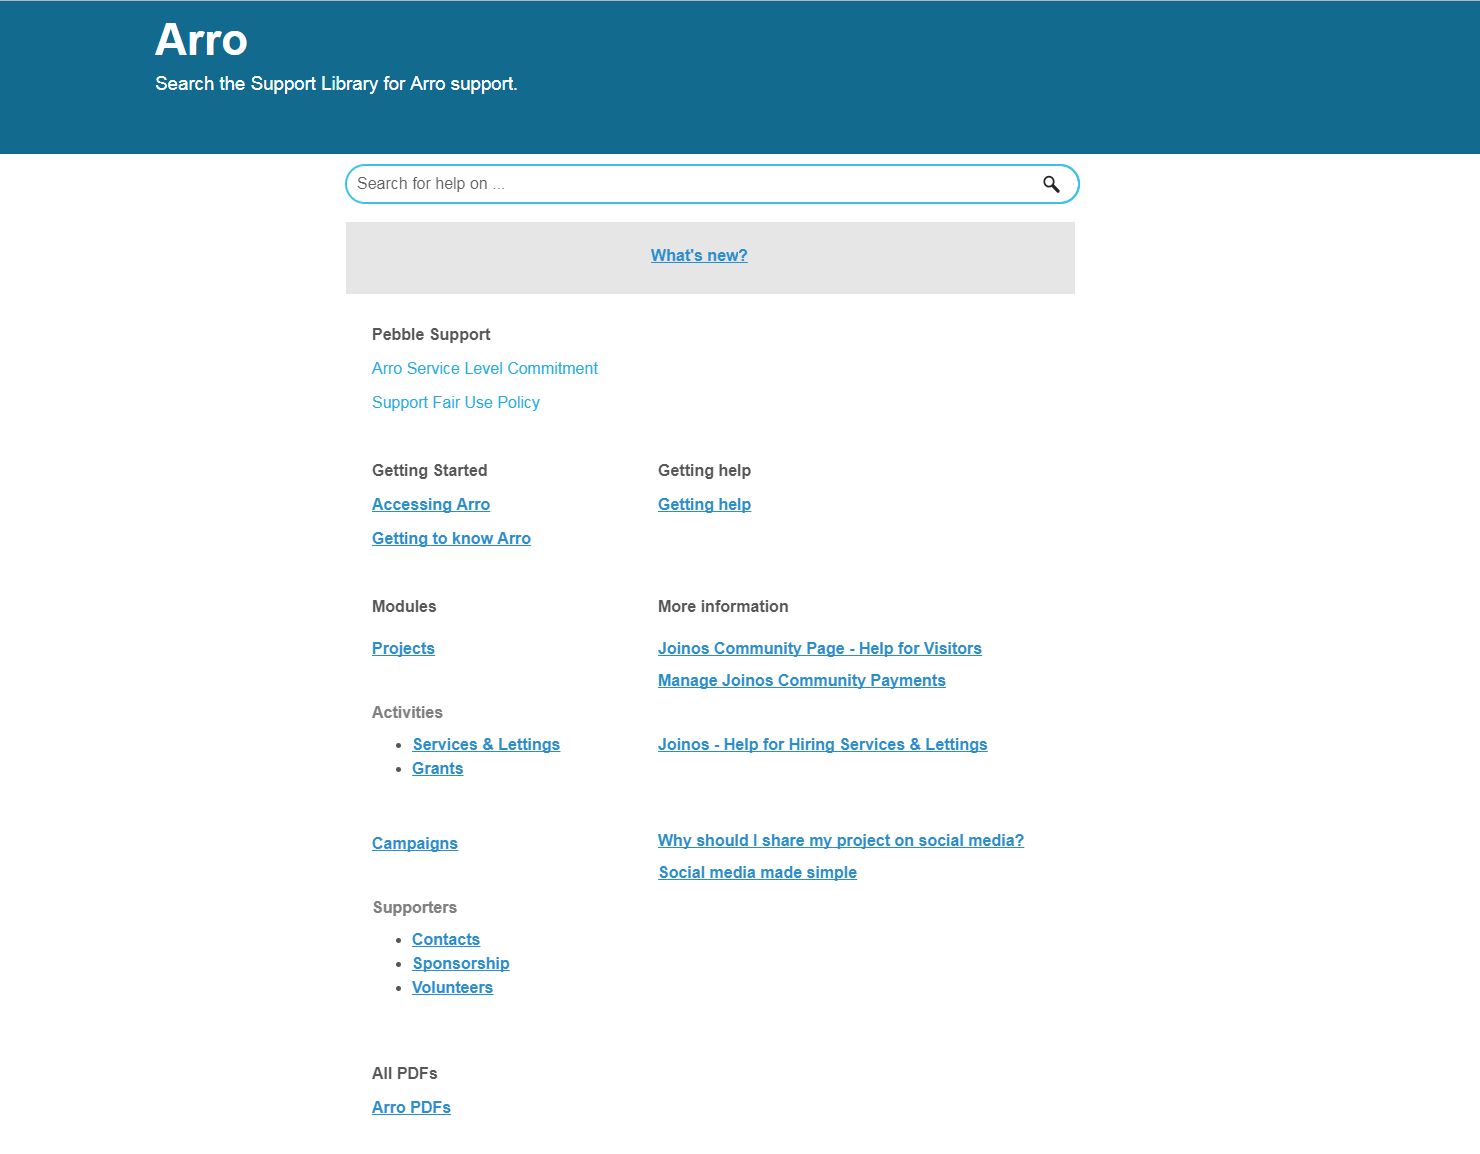 Arro
Search the Support Library for Arro support.
Search for help on ...
What's new?
Pebble Support
Arro Service Level Commitment
Support Fair Use Policy
Getting Started
Getting help
Accessing Arro
Getting help
Getting to know Arro
Modules
More information
Projects
Joinos Community Page - Help for Visitors
Manage Joinos Community Payments
Activities
Services & Lettings
Joinos - Help for Hiring Services & Lettings
Grants
Campaigns
Why should I share my project on social media?
Social media made simple
Supporters
Contacts
Sponsorship
Volunteers
All PDFs
Arro PDFs